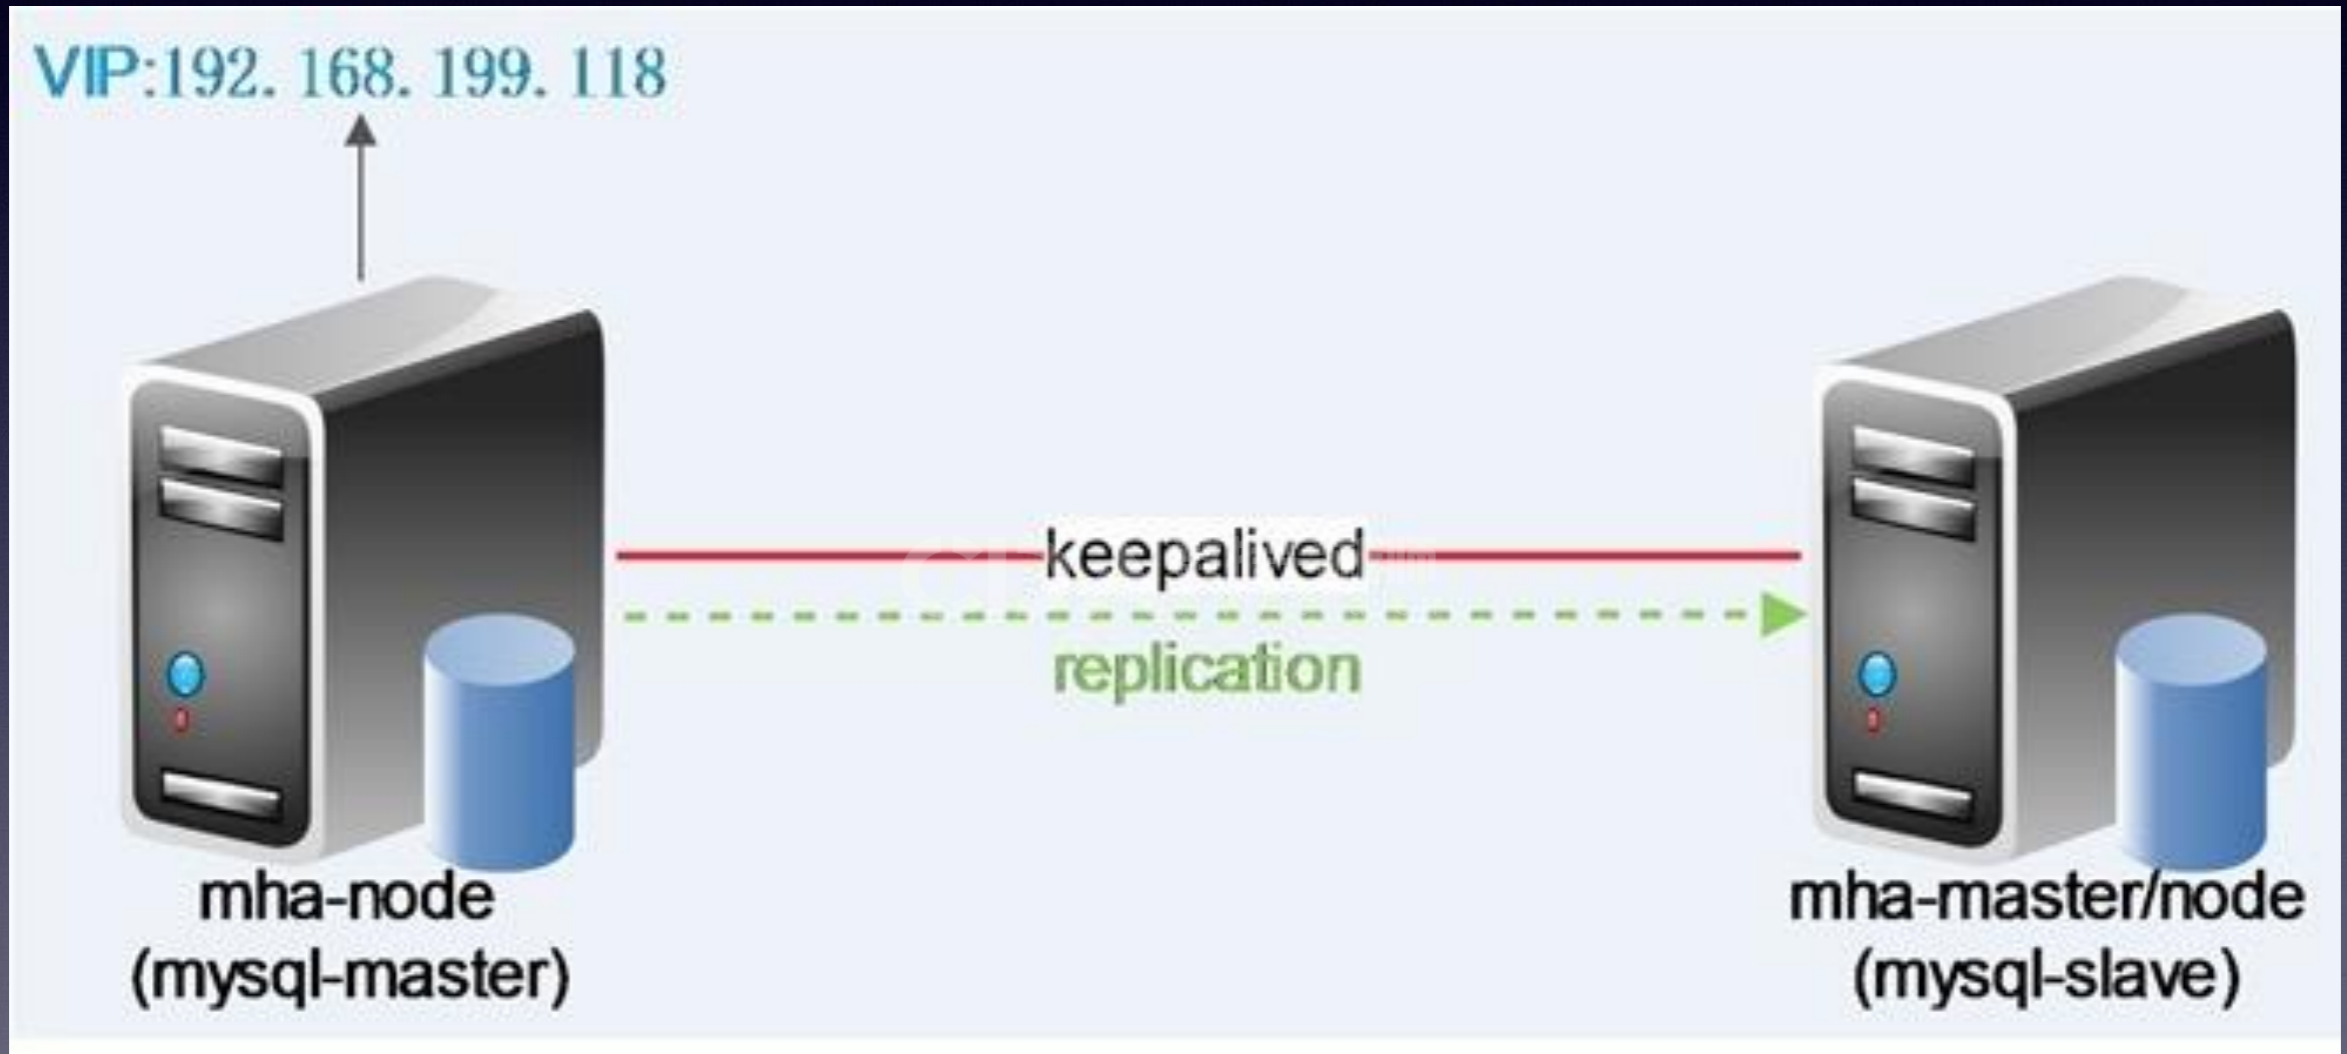 VIP:192.168.199.118
keepalived
replication
mha-node
(mysql-master)
mha-master/node
(mysql-slave)